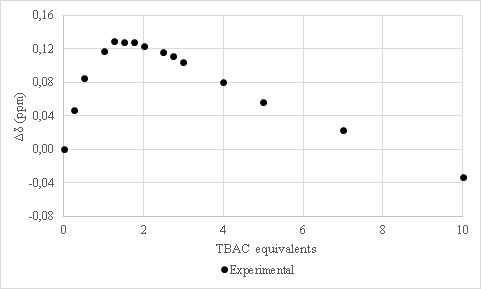 0,16
0,12
0,08
0,04
0,00
-0,04
-0,08
Δδ (ppm)
0 2 4 6 8 10
TBAC equivalents
Experimental